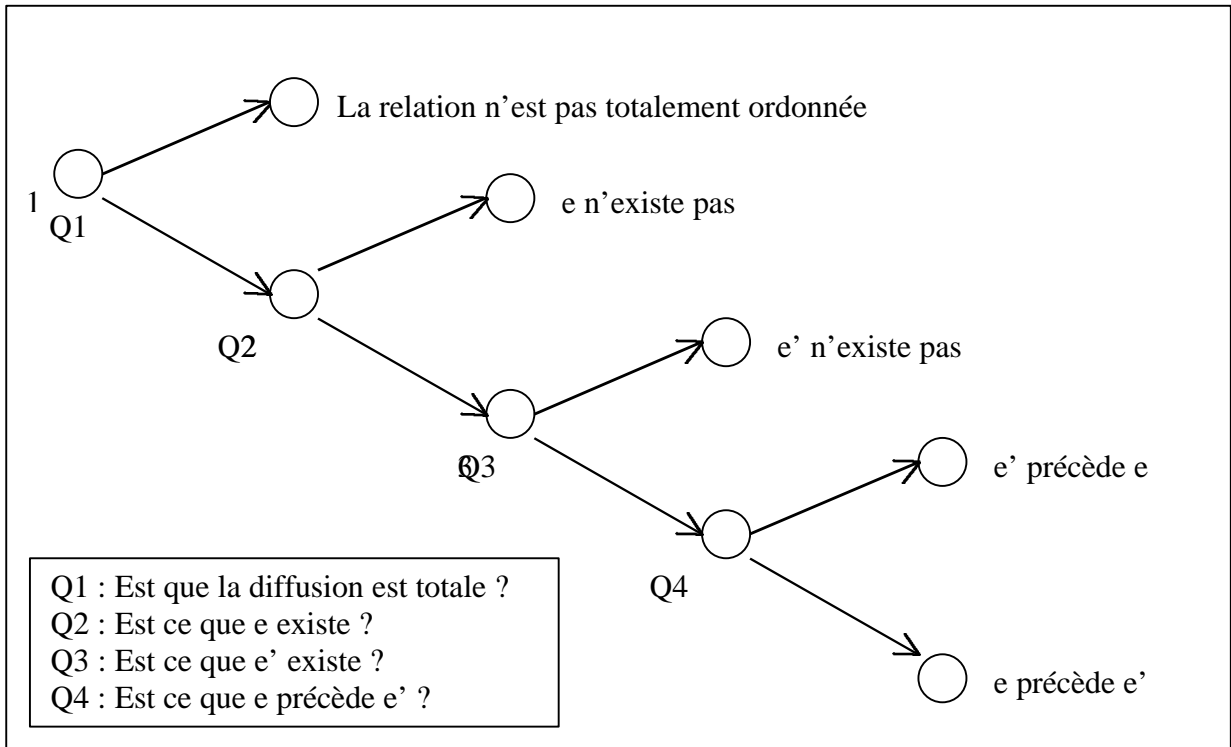 La relation n’est pas totalement ordonnée
1
Q1
e n’existe pas
Q2
e’ n’existe pas
Q3
e’ précède e
Q4
e précède e’
Q1 : Est que la diffusion est totale ?
Q2 : Est ce que e existe ?
Q3 : Est ce que e’ existe ?
Q4 : Est ce que e précède e’ ?